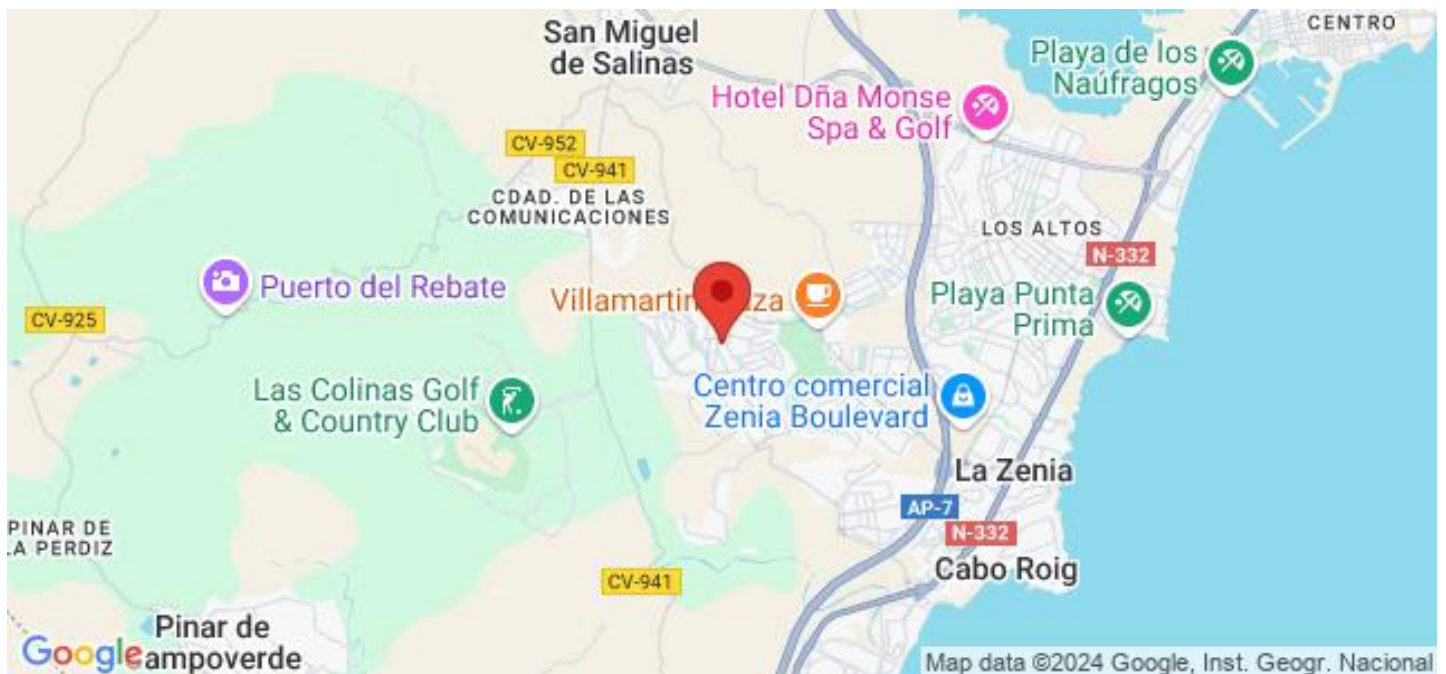 CENTRO
San Miguel
de Salinas
Playa de los
Naúfragos
Hotel Dña Monse
Spa & Golf
CV-952
CV-941
CDAD. DE LAS
COMUNICACIONES
LOS ALTOS
N-332
Puerto del Rebate
Villamartin
Playa Punta
Prima
CV-925
Las Colinas Golf
& Country Club
Centro comercial
Zenia Boulevard
La Zenia
AP-7
N-332
PINAR DE
LA PERDIZ
CV-941
Cabo Roig
Pinar de
ampoverde
Google
Map data ©2024 Google, Inst. Geogr. Nacional